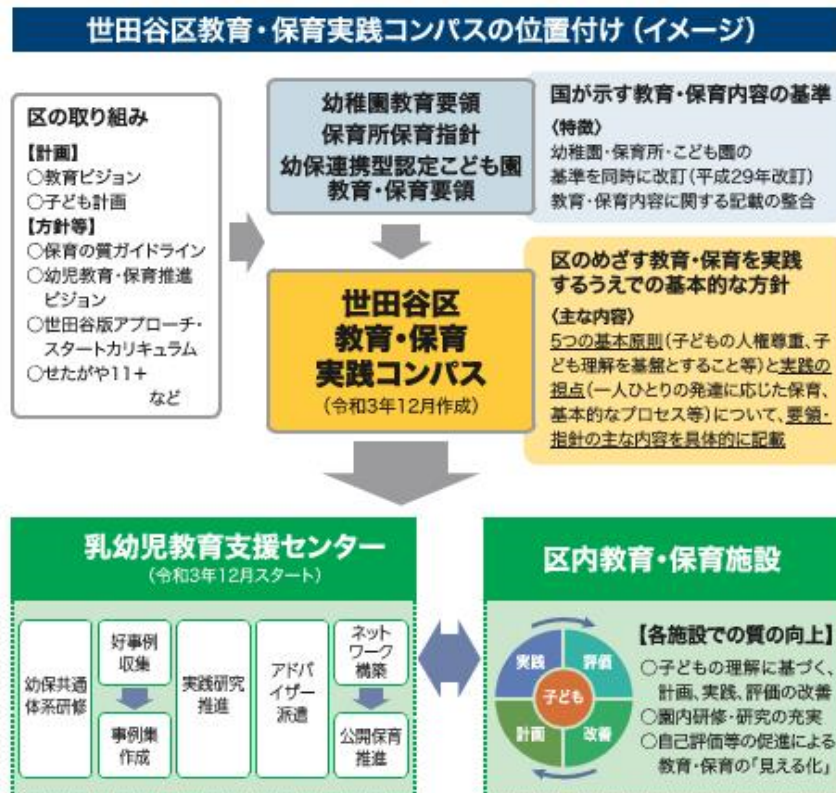 世田谷区教育・保育実践コンパスの位置付け(イメージ)
区の取り組み
【計画】
○教育ビジョン
○子ども計画
【方針等】
○保育の質ガイドライン
○幼児教育・保育推進
ビジョン
○世田谷版アプローチ・
スタートカリキュラム
○せたがや11+
など
幼稚園教育要領
保育所保育指針
幼保連携型認定こども園
教育・保育要領
国が示す教育・保育内容の基準
〈特徴〉
幼稚園・保育所・こども園の
基準を同時に改訂(平成29年改訂)
教育・保育内容に関する記載の整合
世田谷区
教育・保育
実践コンパス
(令和3年12月作成)
区のめざす教育・保育を実践
するうえでの基本的な方針
〈主な内容〉
5つの基本原則(子どもの人権尊重、子
ども理解を基盤とすること等)と実践の
視点(一人ひとりの発達に応じた保育、
基本的なプロセス等)について、要領・
指針の主な内容を具体的に記載
乳幼児教育支援センター
(令和3年12月スタート)
幼保共通
体系研修
好事例
収集
事例集
作成
実践研究
推進
アドバ
イザー
派遣
ネット
ワーク
構築
公開保育
推進
区内教育・保育施設
実践
評価
子ども
計画
改善
【各施設での質の向上】
○子どもの理解に基づく、
計画、実践、評価の改善
○園内研修・研究の充実
○自己評価等の促進による
教育・保育の「見える化」